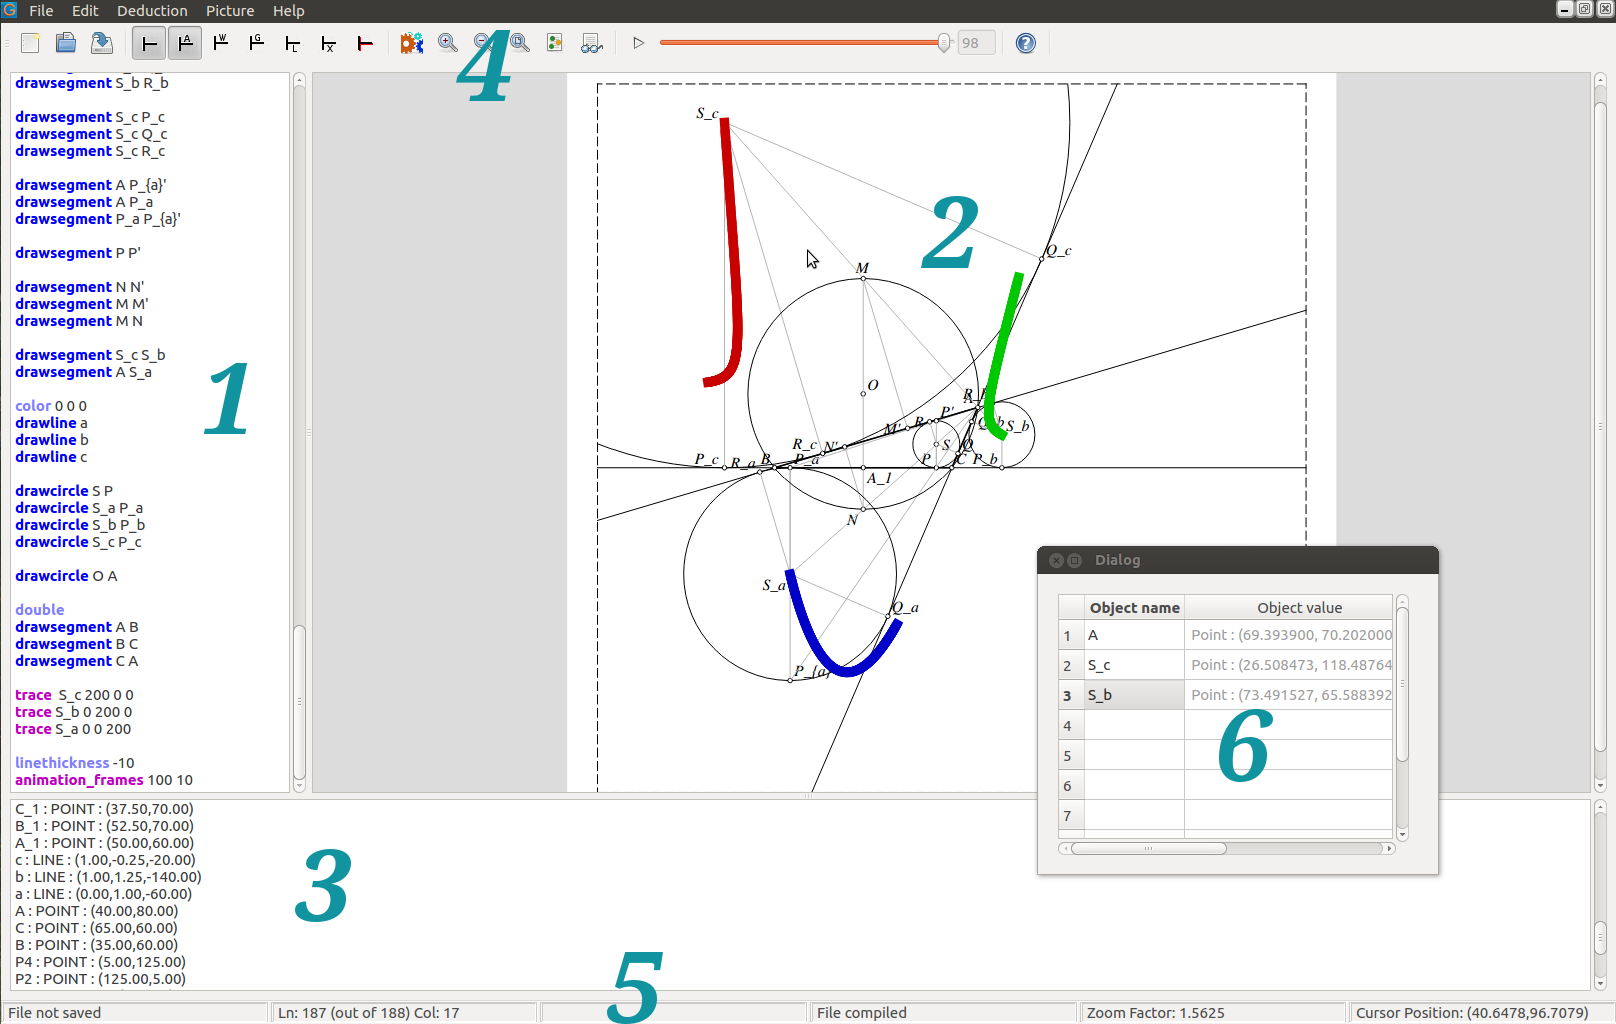 File Edit Deduction Picture Help
A W G L X
98
4
drawsegment S_b R_b
drawsegment S_c P_c
drawsegment S_c Q_c
drawsegment S_c R_c
drawsegment A P_{a}'
drawsegment A P_a
drawsegment P_a P_{a}'
drawsegment P P'
drawsegment N N'
drawsegment M M'
drawsegment M N
drawsegment S_c S_b
drawsegment A S_a
color 0 0 0
drawline a
drawline b
drawline c
drawcircle S P
drawcircle S_a P_a
drawcircle S_b P_b
drawcircle S_c P_c
drawcircle O A
double
drawsegment A B
drawsegment B C
drawsegment C A
trace S_c 200 0 0
trace S_b 0 200 0
trace S_a 0 0 200
linethickness -10
animation_frames 100 10
1
S_c
2
Q_c
M
O
P'
M'
R
S_b
R_c N'
S Q
P_c R_a B P_a
P C P_b
A_1
N
S_a
Q_a
P_{a}
Dialog
Object name Object value
1 A Point : (69.393900, 70.202000
2 S_c Point : (26.508473, 118.48764
3 S_b Point : (73.491527, 65.588392
4
5
6
7
6
C_1 : POINT : (37.50,70.00)
B_1 : POINT : (52.50,70.00)
A_1 : POINT : (50.00,60.00)
c : LINE : (1.00,-0.25,-20.00)
b : LINE : (1.00,1.25,-140.00)
a : LINE : (0.00,1.00,-60.00)
A : POINT : (40.00,80.00)
C : POINT : (65.00,60.00)
B : POINT : (35.00,60.00)
P4 : POINT : (5.00,125.00)
P2 : POINT : (125.00,5.00)
3
5
File not saved
Ln: 187 (out of 188) Col: 17
File compiled
Zoom Factor: 1.5625
Cursor Position: (40.6478,96.7079)